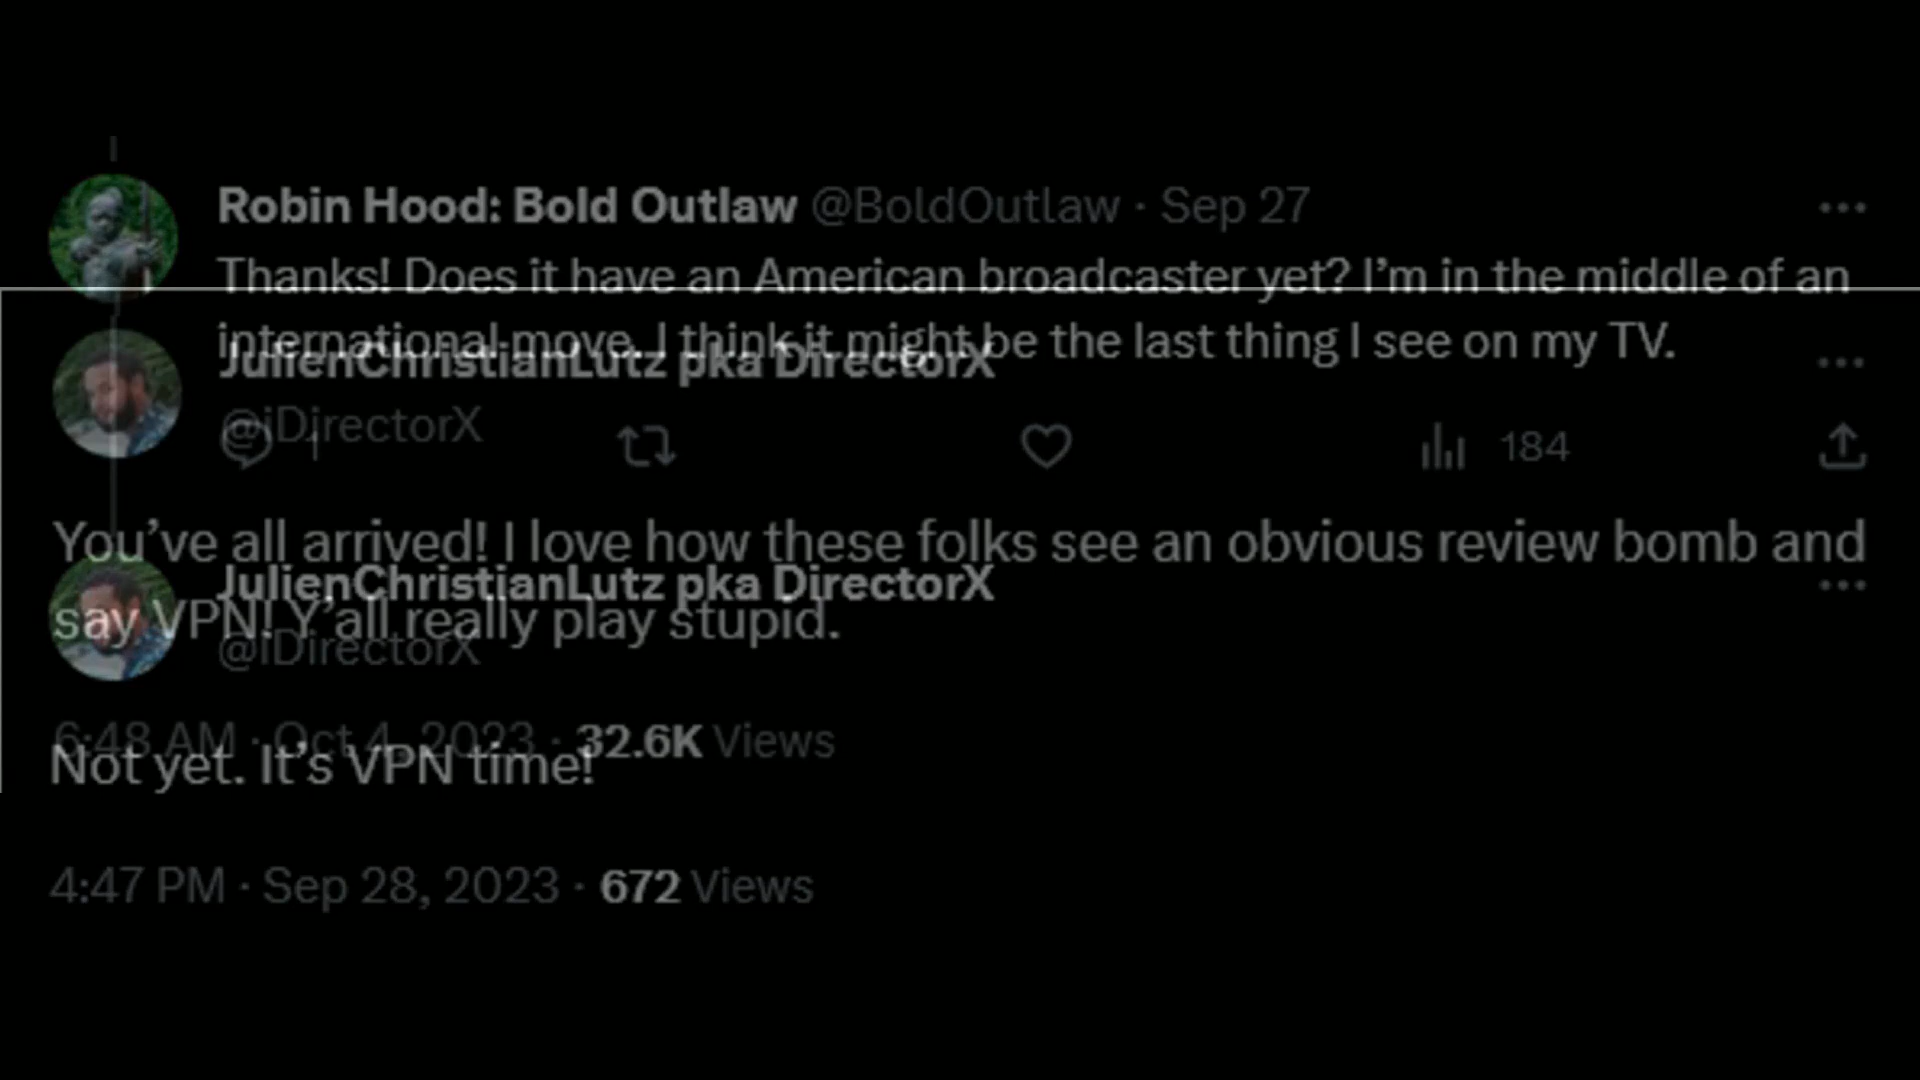 Robin Hood: Bold Outlaw @BoldOutlaw · Sep 27
Thanks! Does it have an American broadcaster yet? I'm in the middle of an
international move. I think it might be the last thing I see on my TV.
1
184
JulienChristianLutz pka DirectorX
@iDirectorX
Not yet. It's VPN time!
4:47 PM · Sep 28, 2023 · 672 Views
JulienChristianLutz pka DirectorX
@iDirectorX
You've all arrived! I love how these folks see an obvious review bomb and
say VPN! Y'all really play stupid.
6:48 AM · Oct 4, 2023 · 32.6K Views